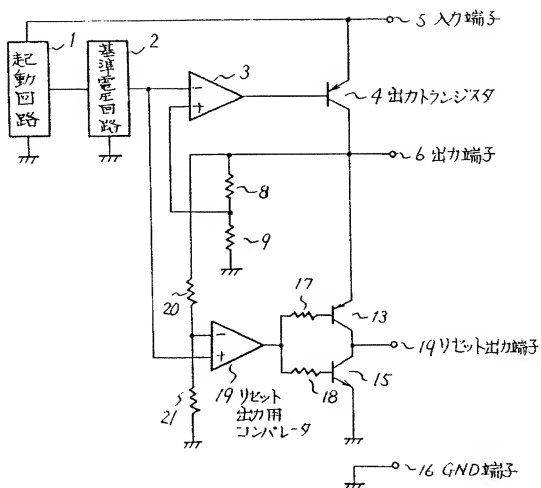 1
起動回路
2
基準電圧回路
3
-
+
5 入力端子
4 出力トランジスタ
6 出力端子
8
9
20
21
-
+
19 リセット
出力用
コンパレータ
17
18
13
15
19 リセット出力端子
16 GND端子